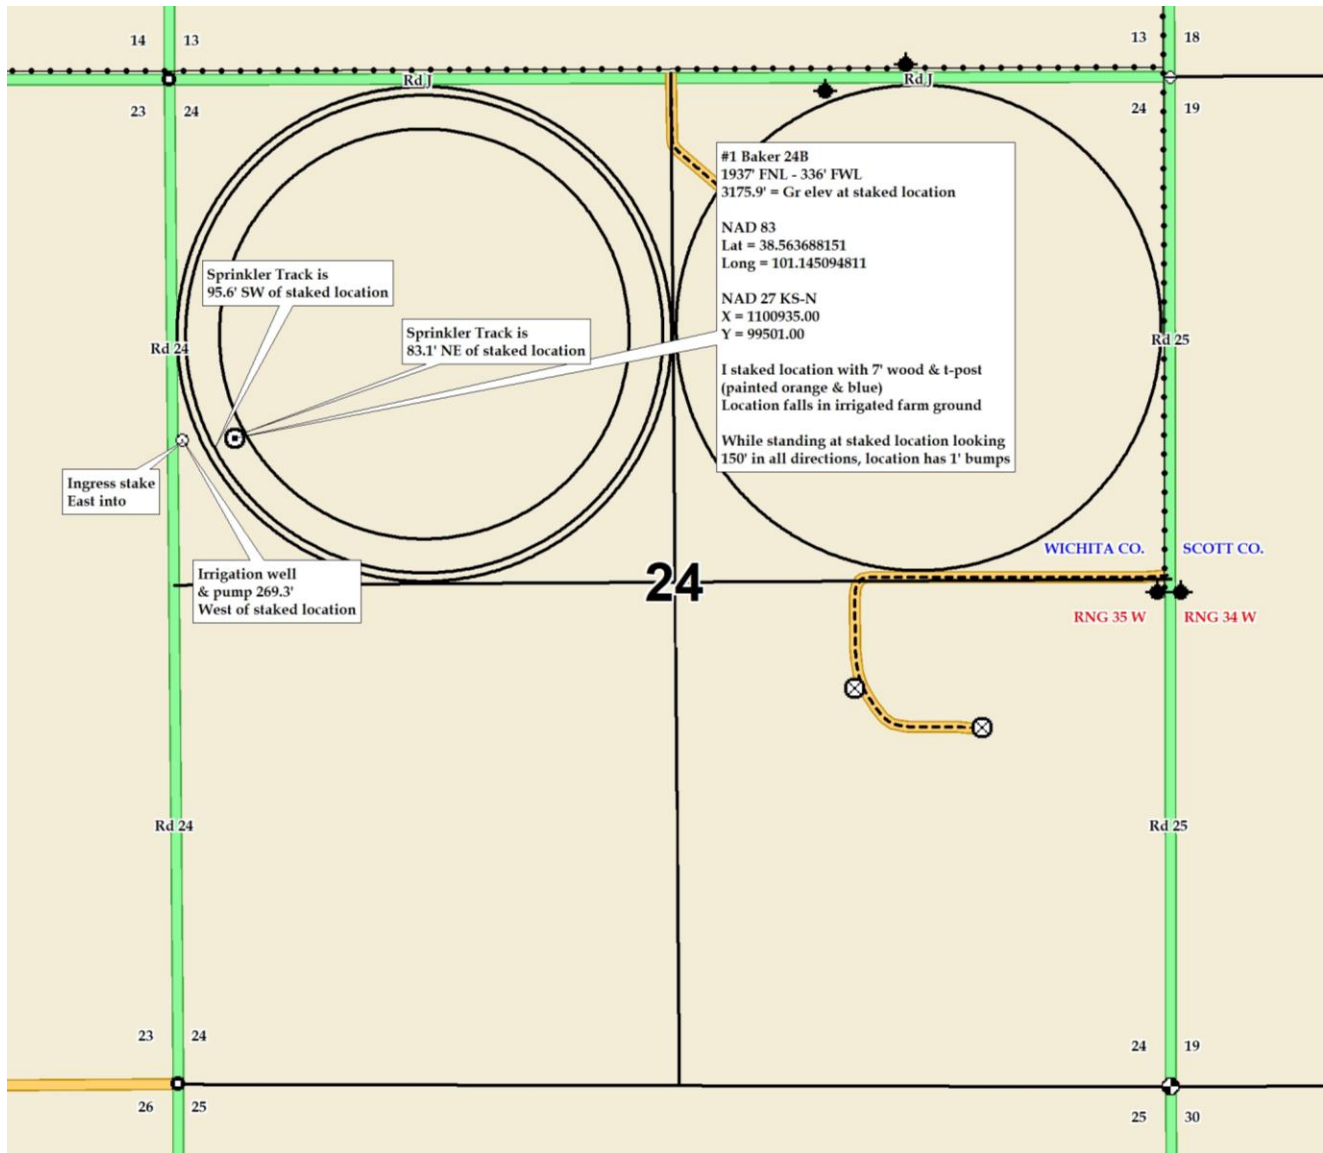 14 13
13 18
Rd J
Rd J
23 24
24 19
#1 Baker 24B
1937' FNL - 336' FWL
3175.9' = Gr elev at staked location
NAD 83
Lat = 38.563688151
Long = 101.145094811
NAD 27 KS-N
X = 1100935.00
Y = 99501.00
I staked location with 7' wood & t-post
(painted orange & blue)
Location falls in irrigated farm ground
While standing at staked location looking
150' in all directions, location has 1' bumps
Sprinkler Track is
95.6' SW of staked location
Sprinkler Track is
83.1' NE of staked location
Rd 24
Rd 25
Ingress stake
East into
Irrigation well
& pump 269.3'
West of staked location
WICHITA CO. SCOTT CO.
24
RNG 35 W RNG 34 W
Rd 24
Rd 25
23 24
24 19
26 25
25 30